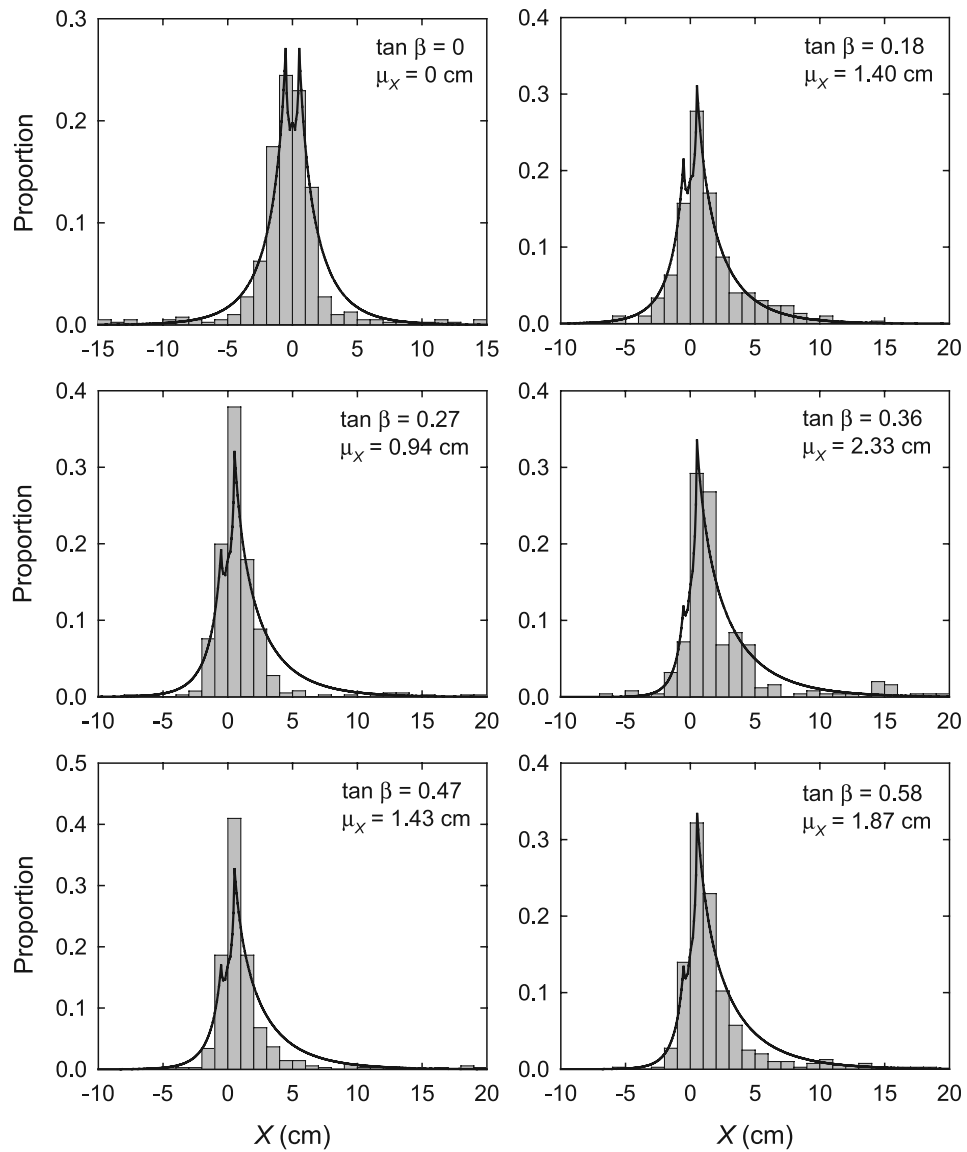 tan β = 0
μX = 0 cm
0.3
0.2
0.1
0.0
Proportion
-15 -10 -5 0 5 10 15
tan β = 0.18
μX = 1.40 cm
0.4
0.3
0.2
0.1
0.0
-10 -5 0 5 10 15 20
tan β = 0.27
μX = 0.94 cm
0.4
0.3
0.2
0.1
0.0
Proportion
-10 -5 0 5 10 15 20
tan β = 0.36
μX = 2.33 cm
0.4
0.3
0.2
0.1
0.0
-10 -5 0 5 10 15 20
tan β = 0.47
μX = 1.43 cm
0.5
0.4
0.3
0.2
0.1
0.0
Proportion
-10 -5 0 5 10 15 20
X (cm)
tan β = 0.58
μX = 1.87 cm
0.4
0.3
0.2
0.1
0.0
-10 -5 0 5 10 15 20
X (cm)